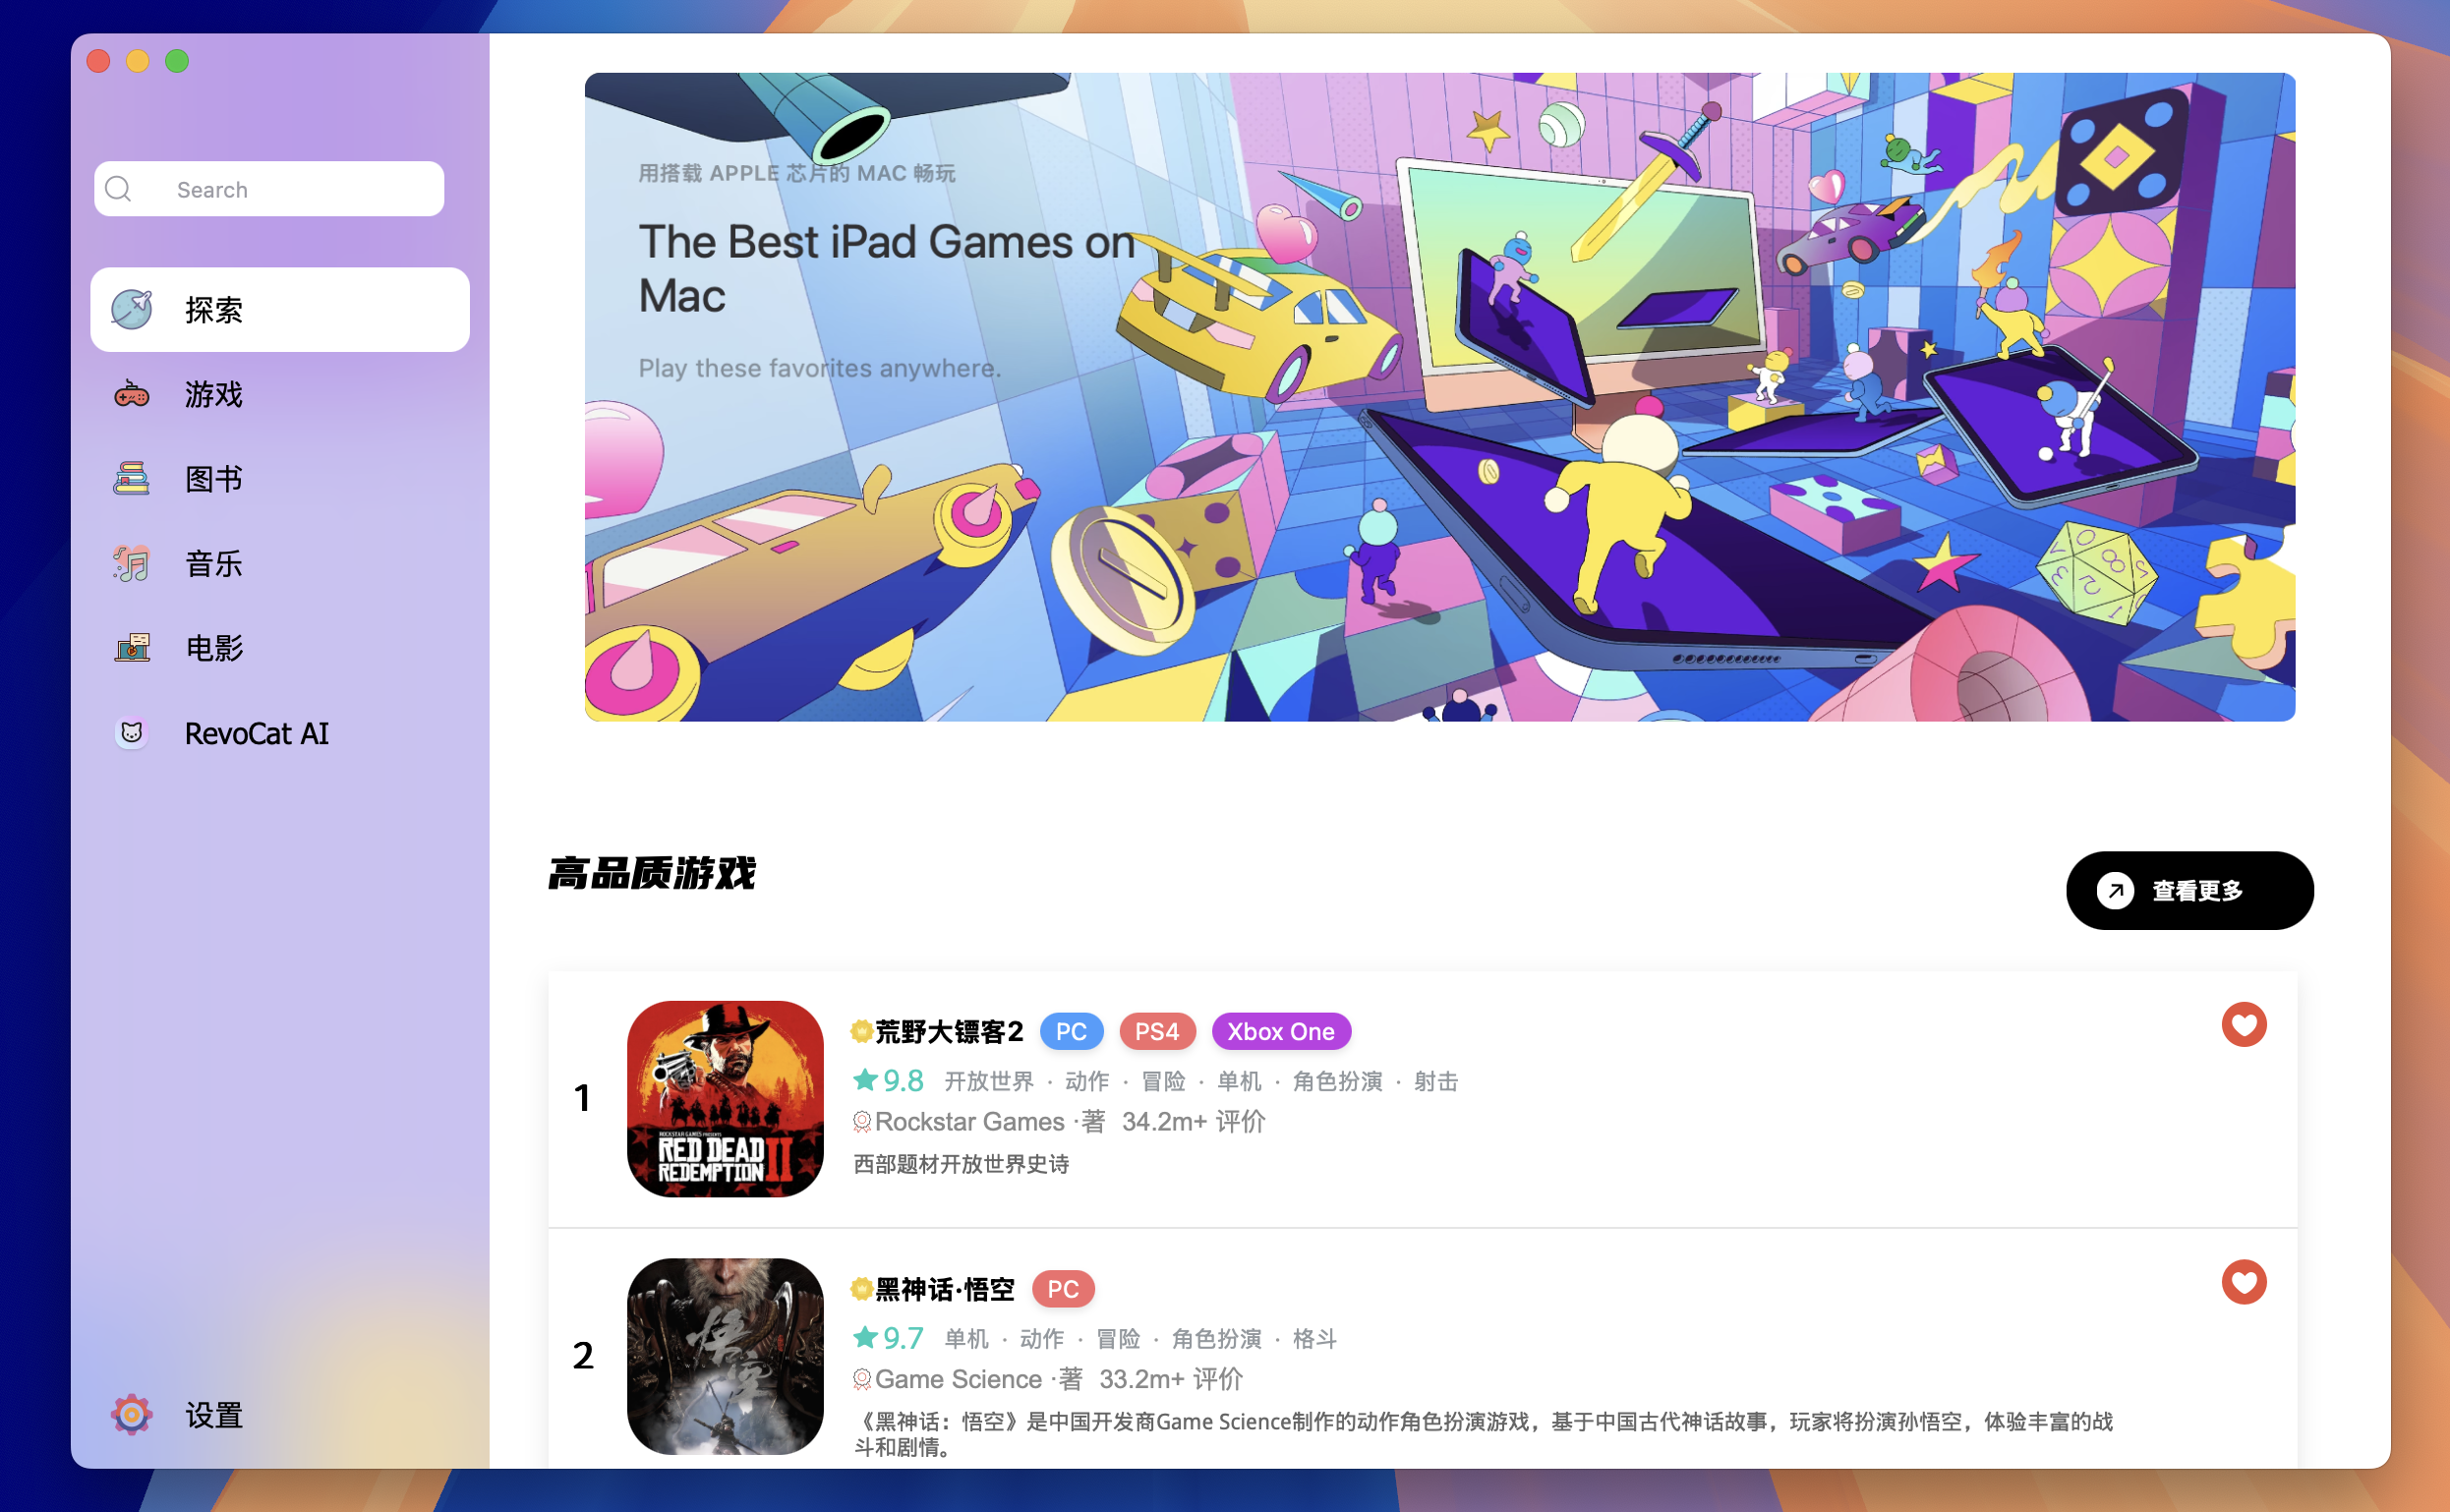 Search
探索
游戏
图书
音乐
电影
RevoCat AI
设置
用搭载 APPLE 芯片的 MAC 畅玩
The Best iPad Games on
Mac
Play these favorites anywhere.
高品质游戏
查看更多
1
ROCKSTAR GAMES PRESENTS
RED DEAD
REDEMPTION II
荒野大镖客2 PC PS4 Xbox One
9.8 开放世界 · 动作 · 冒险 · 单机 · 角色扮演 · 射击
Rockstar Games ·著 34.2m+ 评价
西部题材开放世界史诗
2
悟空
黑神话·悟空 PC
9.7 单机 · 动作 · 冒险 · 角色扮演 · 格斗
Game Science ·著 33.2m+ 评价
《黑神话：悟空》是中国开发商Game Science制作的动作角色扮演游戏，基于中国古代神话故事，玩家将扮演孙悟空，体验丰富的战
斗和剧情。